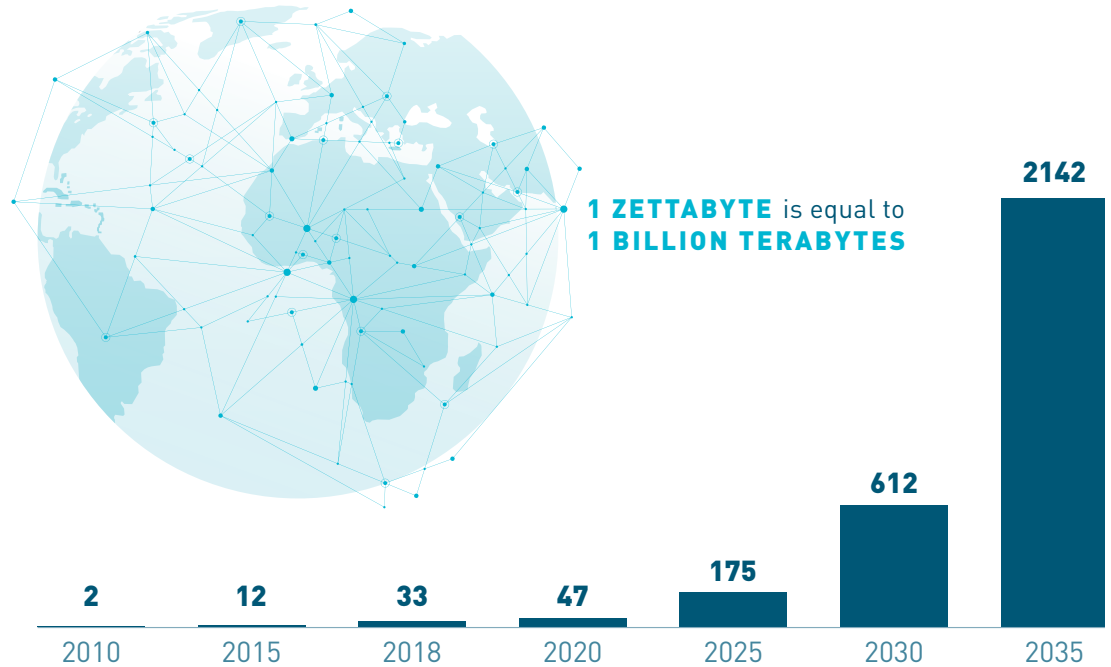 1 ZETTABYTE is equal to
1 BILLION TERABYTES
2 12 33 47 175 612 2142
2010 2015 2018 2020 2025 2030 2035